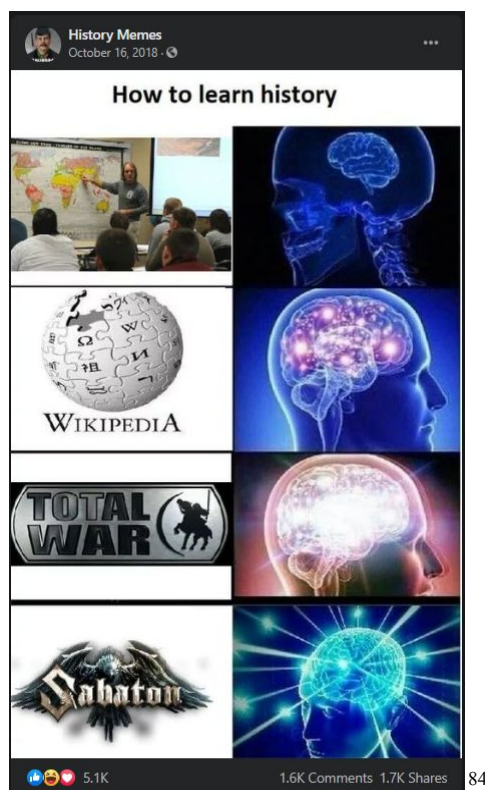 History Memes
October 16, 2018 ·
How to learn history
WIKIPEDIA
TOTAL
WAR
Sabaton
5.1K
1.6K Comments 1.7K Shares
84